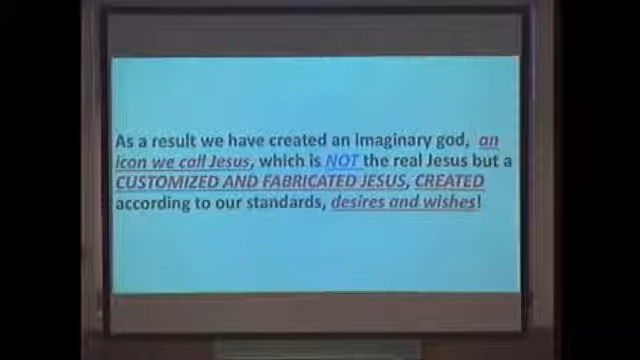 As a result we have created an imaginary god, an
icon we call Jesus, which is NOT the real Jesus but a
CUSTOMIZED AND FABRICATED JESUS, CREATED
according to our standards, desires and wishes!